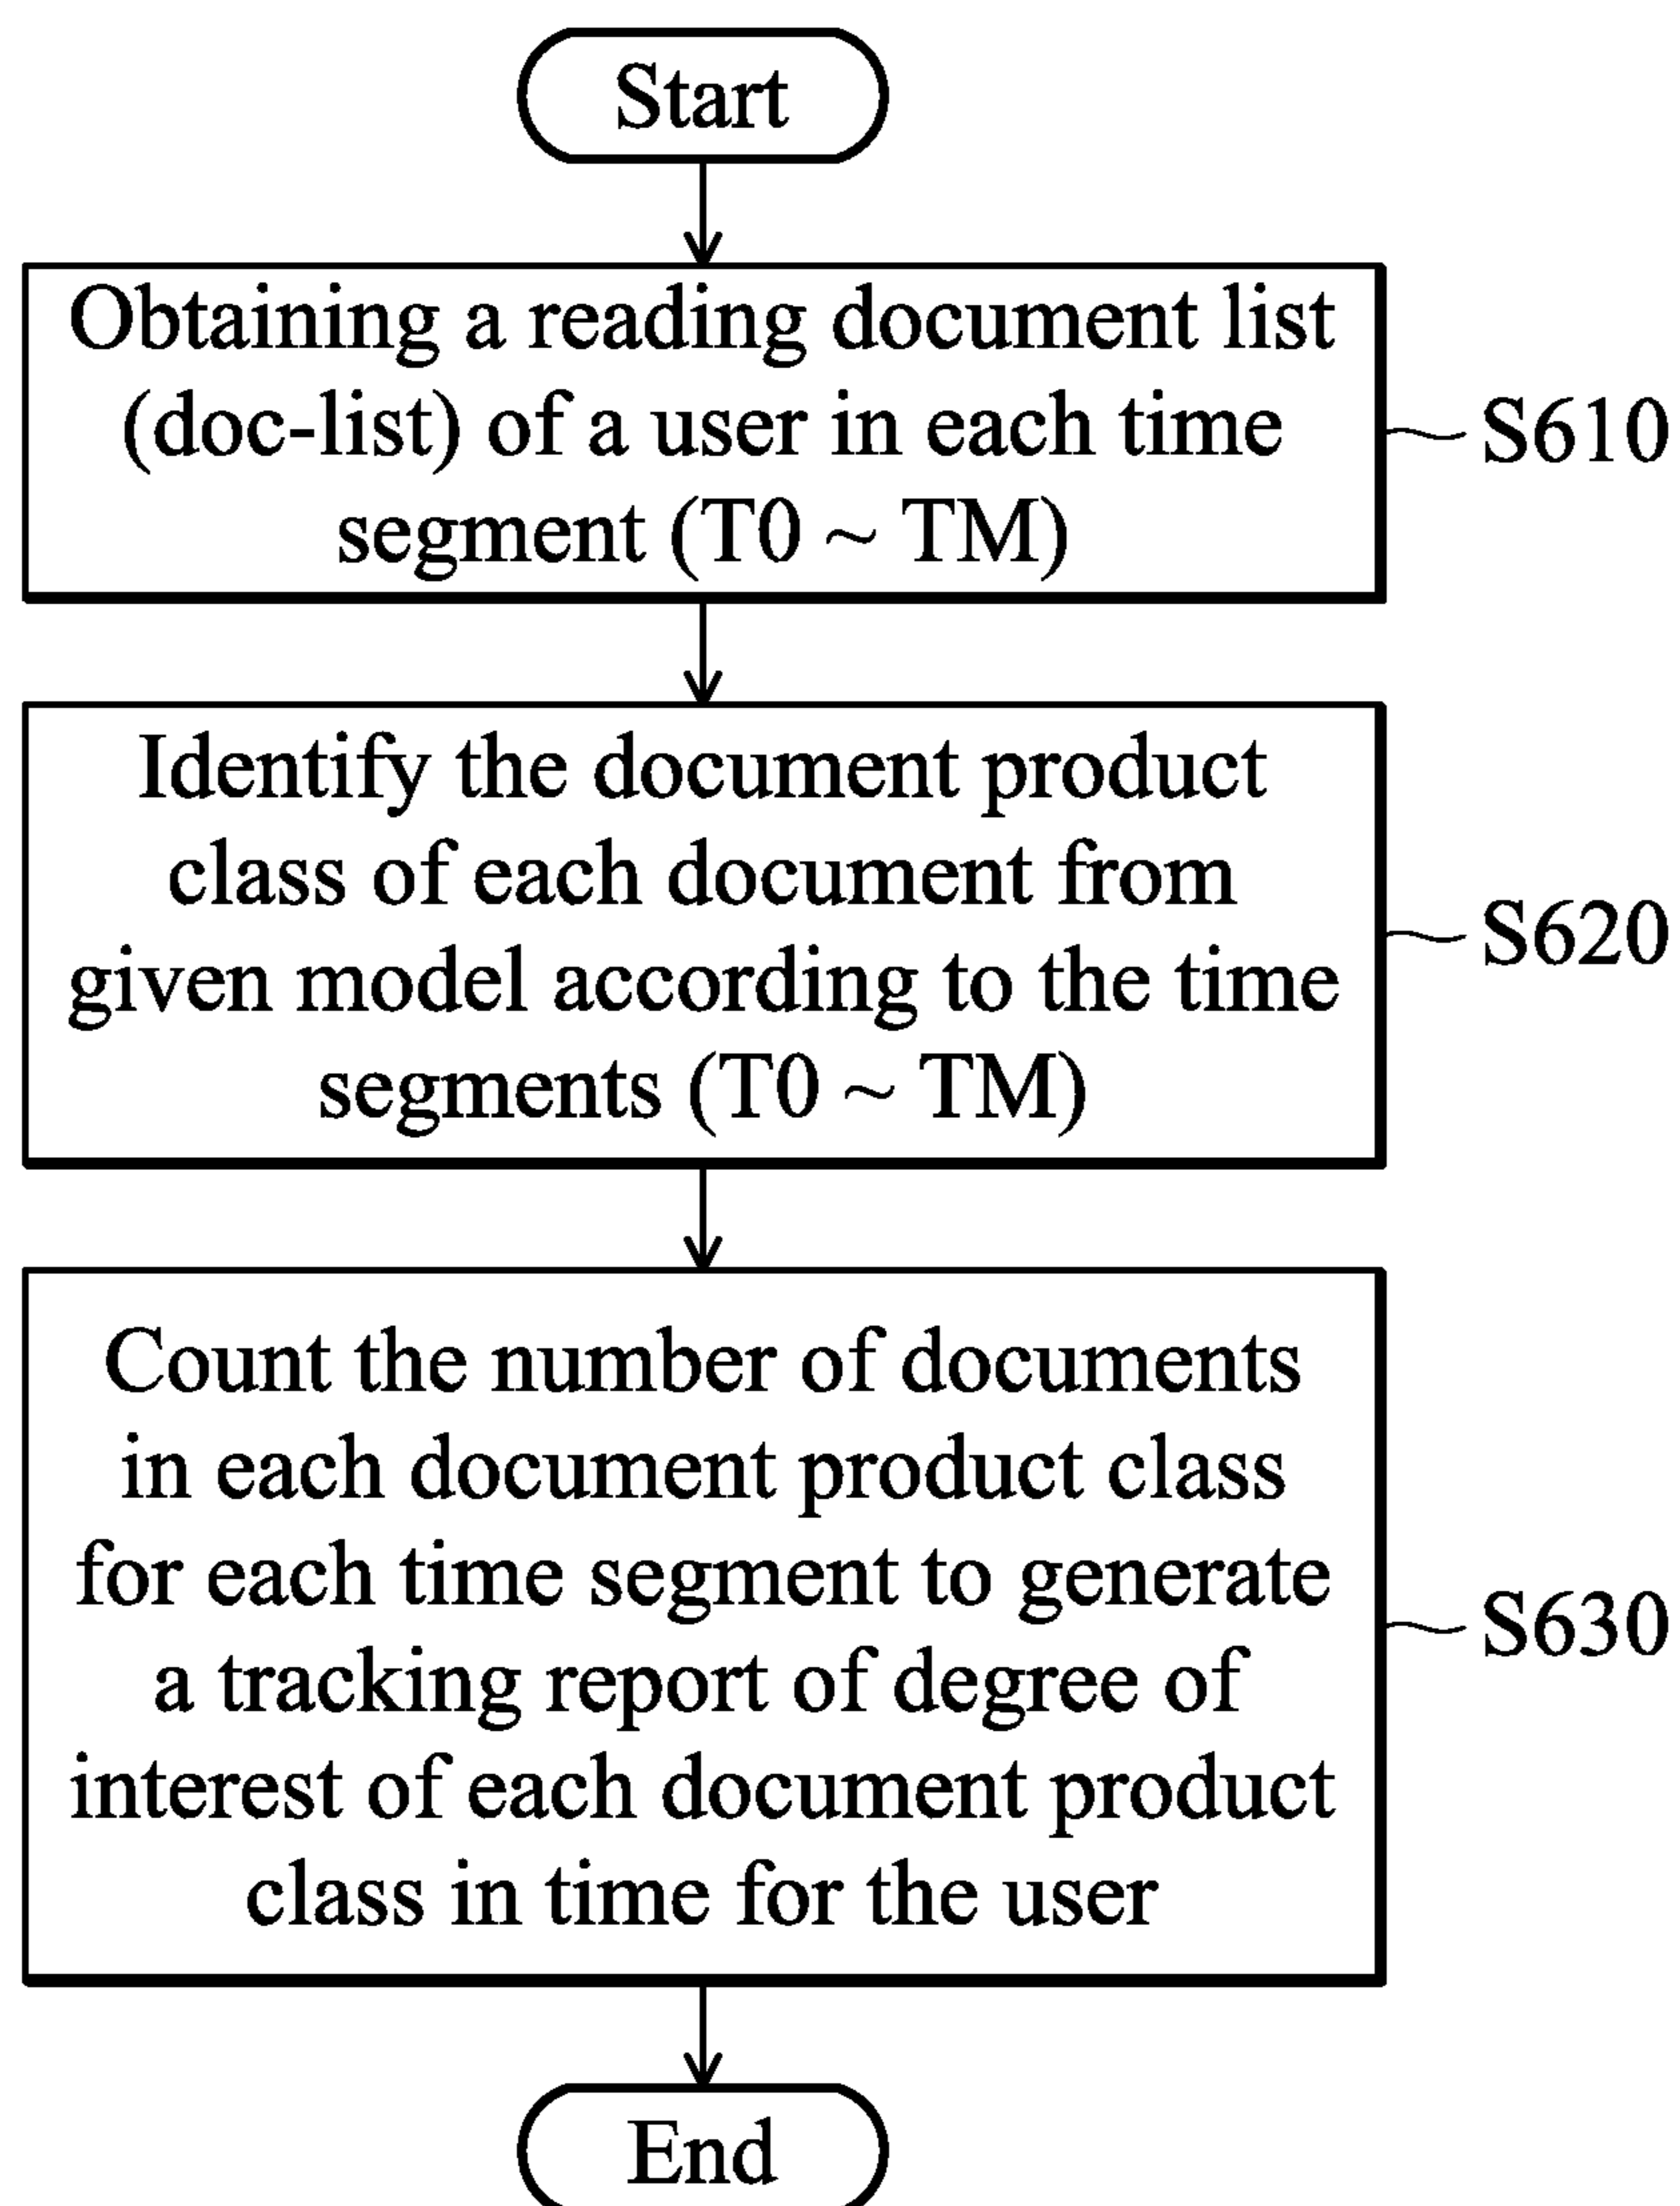 Start
Obtaining a reading document list
(doc-list) of a user in each time
segment (T0 ~ TM)
S610
Identify the document product
class of each document from
given model according to the time
segments (T0 ~ TM)
S620
Count the number of documents
in each document product class
for each time segment to generate
a tracking report of degree of
interest of each document product
class in time for the user
S630
End